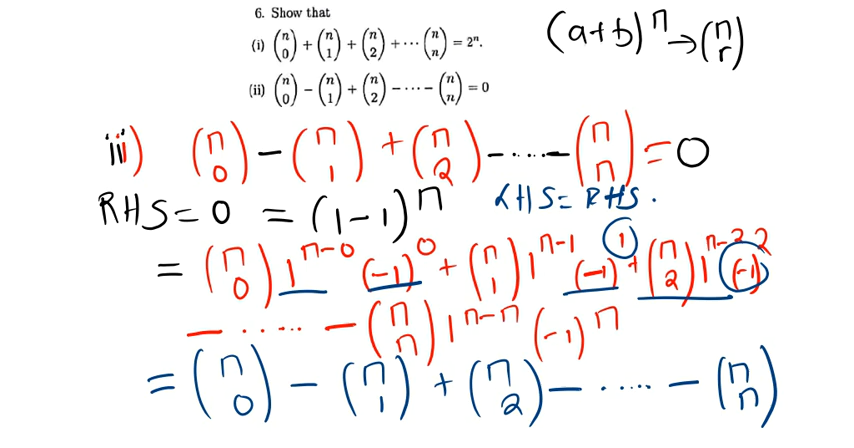 6. Show that
(i) (n 0) + (n 1) + (n 2) + ⋯ (n n) = 2ⁿ.
(a+b)ⁿ → (n r)
(ii) (n 0) − (n 1) + (n 2) − ⋯ − (n n) = 0
ii) (n 0) − (n 1) + (n 2) − ⋯ − (n n) = 0
RHS = 0 = (1−1)ⁿ LHS = RHS.
= (n 0) 1ⁿ⁻⁰ (−1)⁰ + (n 1) 1ⁿ⁻¹ (−1)¹ + (n 2) 1ⁿ⁻² (−1)²
− ⋯ − (n n) 1ⁿ⁻ⁿ (−1)ⁿ
= (n 0) − (n 1) + (n 2) − ⋯ − (n n)